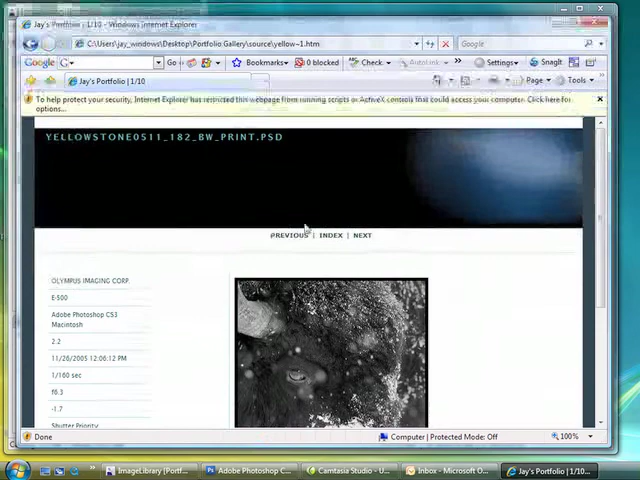 Jay's Portfolio | 1/10 - Windows Internet Explorer
C:\Users\jay_windows\Desktop\Portfolio Gallery\source\yellow~1.htm
Google
Google Go Bookmarks 0 blocked Check AutoLink Settings SnagIt
Jay's Portfolio | 1/10
Page Tools
To help protect your security, Internet Explorer has restricted this webpage from running scripts or ActiveX controls that could access your computer. Click here for
options...
YELLOWSTONE0511_182_BW_PRINT.PSD
PREVIOUS | INDEX | NEXT
OLYMPUS IMAGING CORP.
E-500
Adobe Photoshop CS3
Macintosh
2.2
11/26/2005 12:06:12 PM
1/160 sec
f6.3
-1.7
Shutter Priority
Done
Computer | Protected Mode: Off
100%
ImageLibrary (Portf...
Adobe Photoshop C...
Camtasia Studio - U...
Inbox - Microsoft O...
Jay's Portfolio | 1/10...